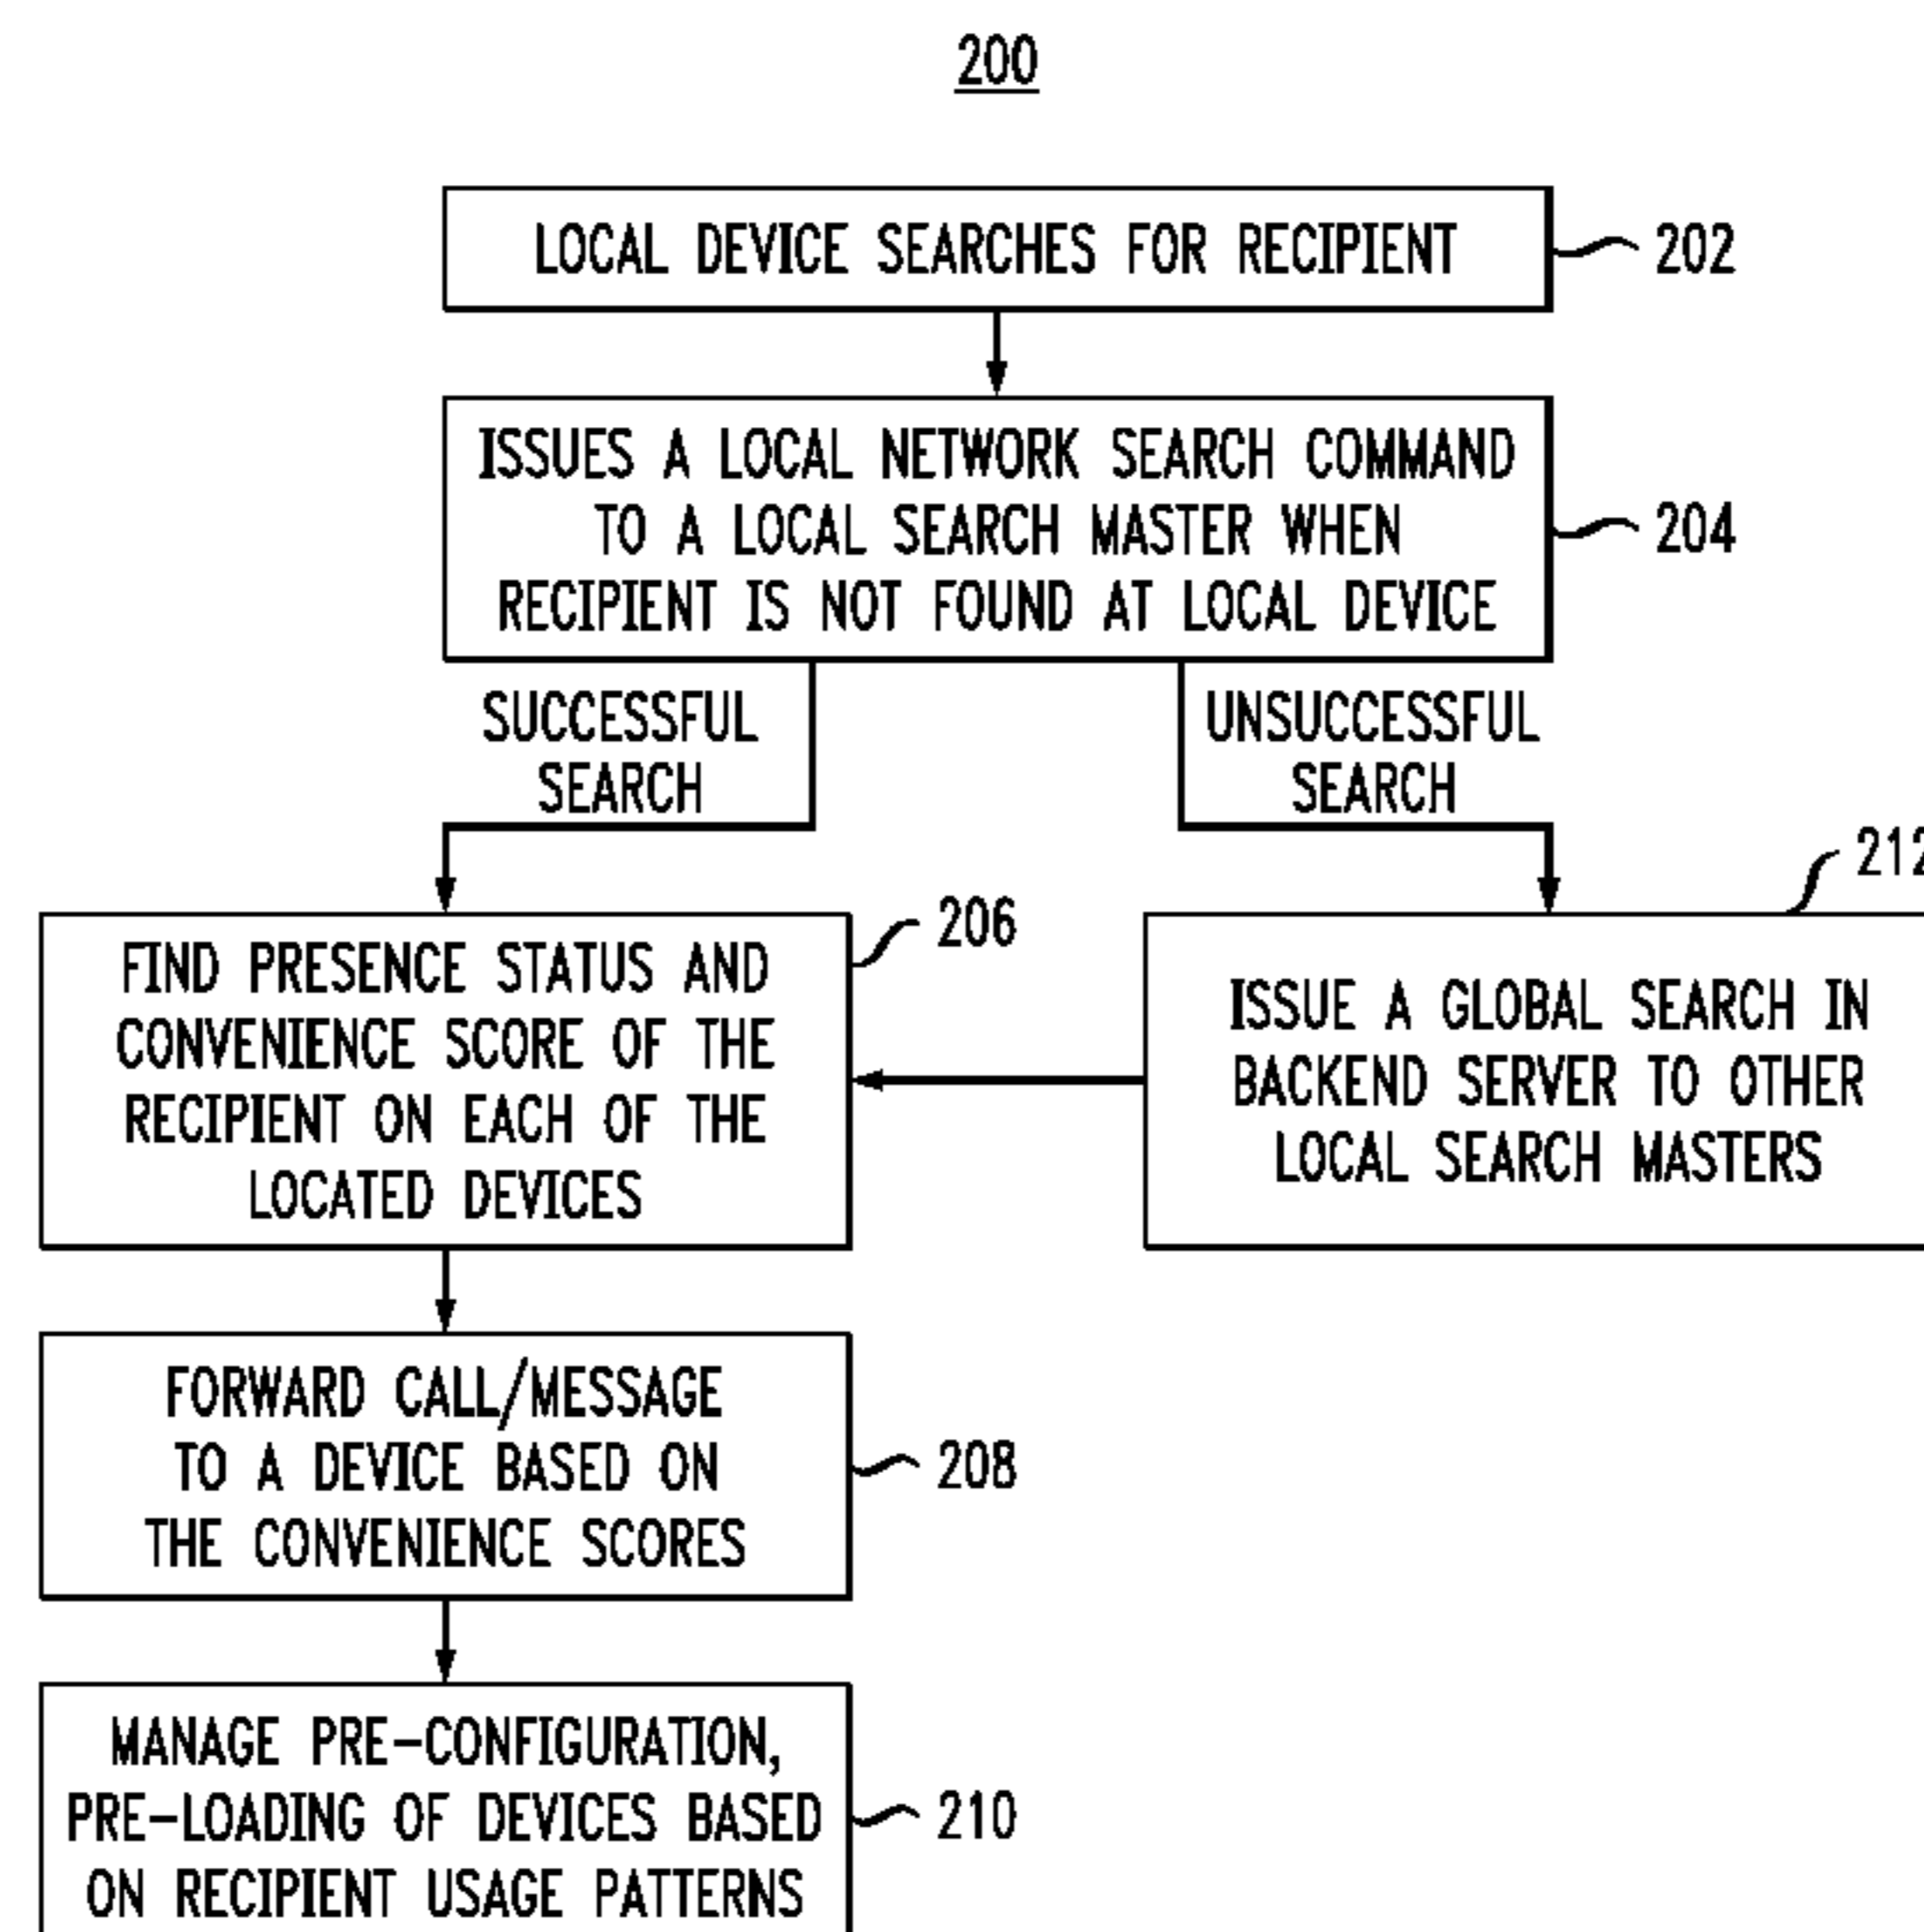 200
LOCAL DEVICE SEARCHES FOR RECIPIENT
202
ISSUES A LOCAL NETWORK SEARCH COMMAND
TO A LOCAL SEARCH MASTER WHEN
RECIPIENT IS NOT FOUND AT LOCAL DEVICE
204
SUCCESSFUL
SEARCH
UNSUCCESSFUL
SEARCH
FIND PRESENCE STATUS AND
CONVENIENCE SCORE OF THE
RECIPIENT ON EACH OF THE
LOCATED DEVICES
206
212
ISSUE A GLOBAL SEARCH IN
BACKEND SERVER TO OTHER
LOCAL SEARCH MASTERS
FORWARD CALL/MESSAGE
TO A DEVICE BASED ON
THE CONVENIENCE SCORES
208
MANAGE PRE-CONFIGURATION,
PRE-LOADING OF DEVICES BASED
ON RECIPIENT USAGE PATTERNS
210